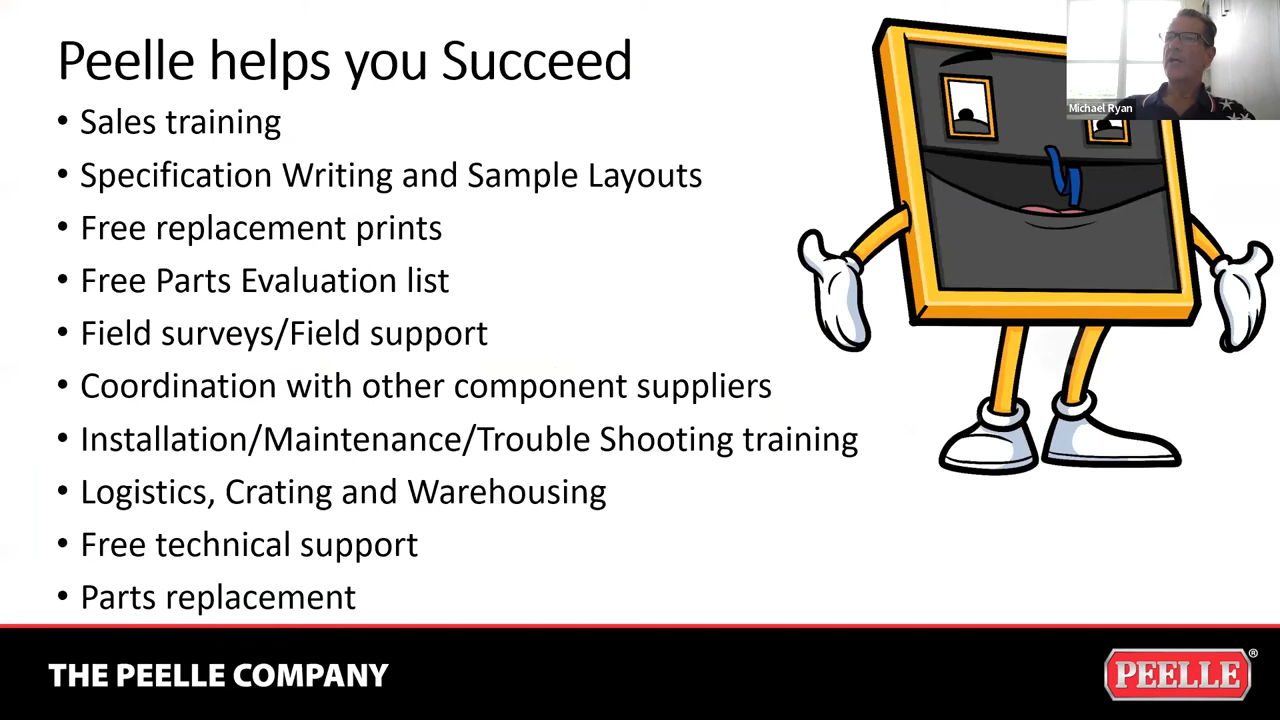 Peelle helps you Succeed
• Sales training
• Specification Writing and Sample Layouts
• Free replacement prints
• Free Parts Evaluation list
• Field surveys/Field support
• Coordination with other component suppliers
• Installation/Maintenance/Trouble Shooting training
• Logistics, Crating and Warehousing
• Free technical support
• Parts replacement
Michael Ryan
THE PEELLE COMPANY
PEELLE®